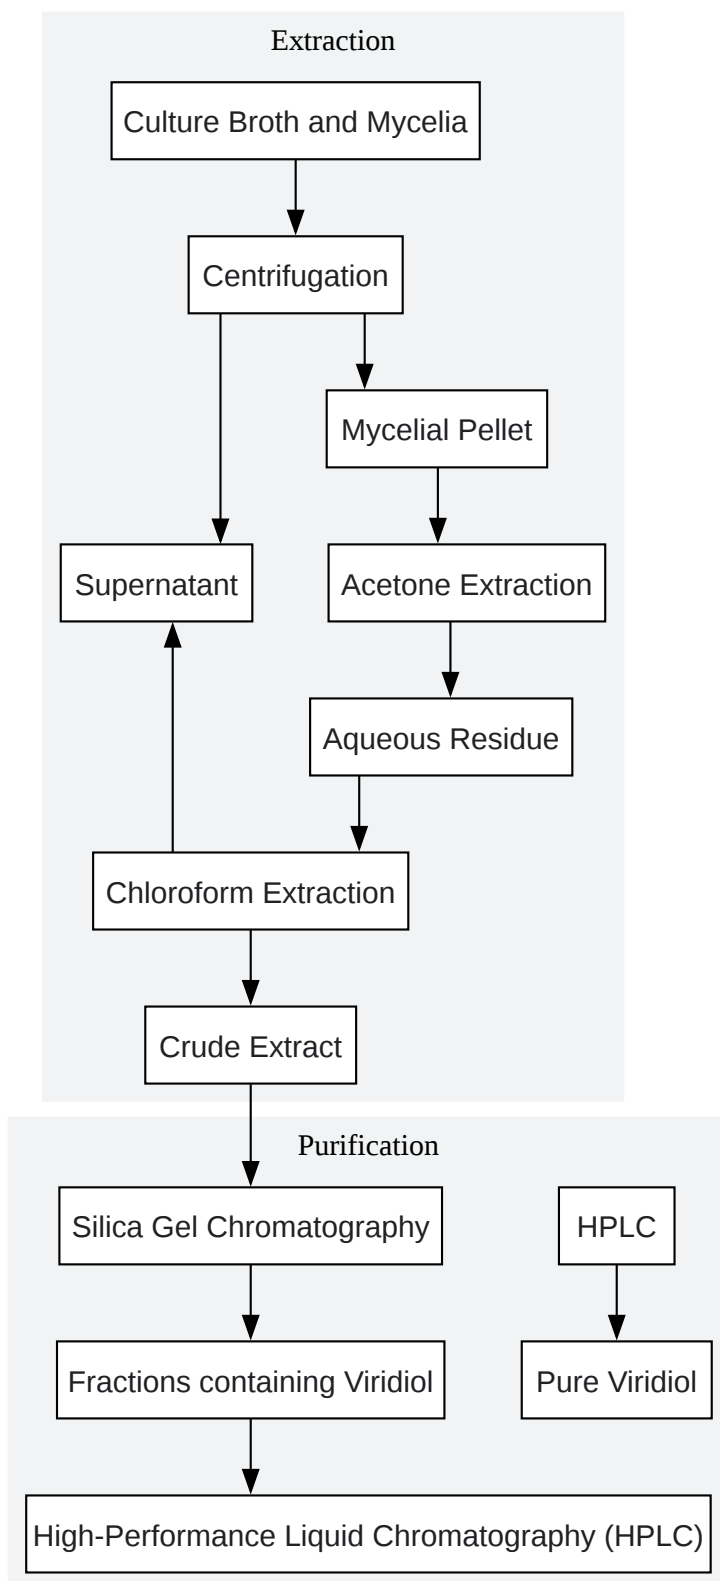 Extraction
Culture Broth and Mycelia
Centrifugation
Mycelial Pellet
Supernatant
Acetone Extraction
Aqueous Residue
Chloroform Extraction
Crude Extract
Purification
Silica Gel Chromatography
HPLC
Fractions containing Viridiol
Pure Viridiol
High-Performance Liquid Chromatography (HPLC)